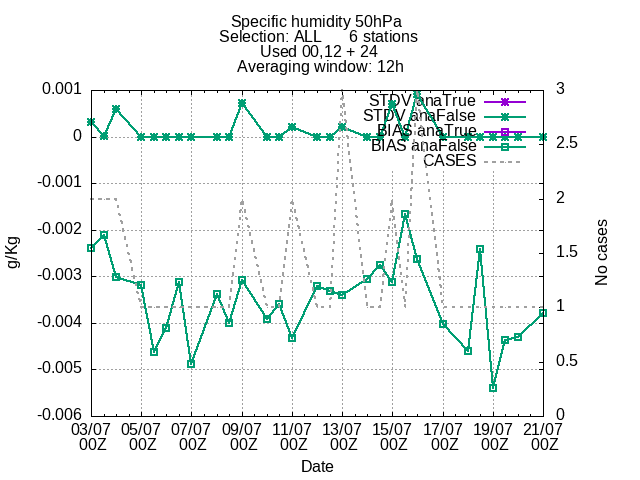 Specific humidity 50hPa
Selection: ALL 6 stations
Used 00,12 + 24
Averaging window: 12h
0.001
0
-0.001
-0.002
-0.003
-0.004
-0.005
-0.006
g/Kg
STDV anaTrue
STDV anaFalse
BIAS anaTrue
BIAS anaFalse
CASES
3
2.5
2
1.5
1
0.5
0
No cases
03/07 05/07 07/07 09/07 11/07 13/07 15/07 17/07 19/07 21/07
00Z 00Z 00Z 00Z 00Z 00Z 00Z 00Z 00Z 00Z
Date